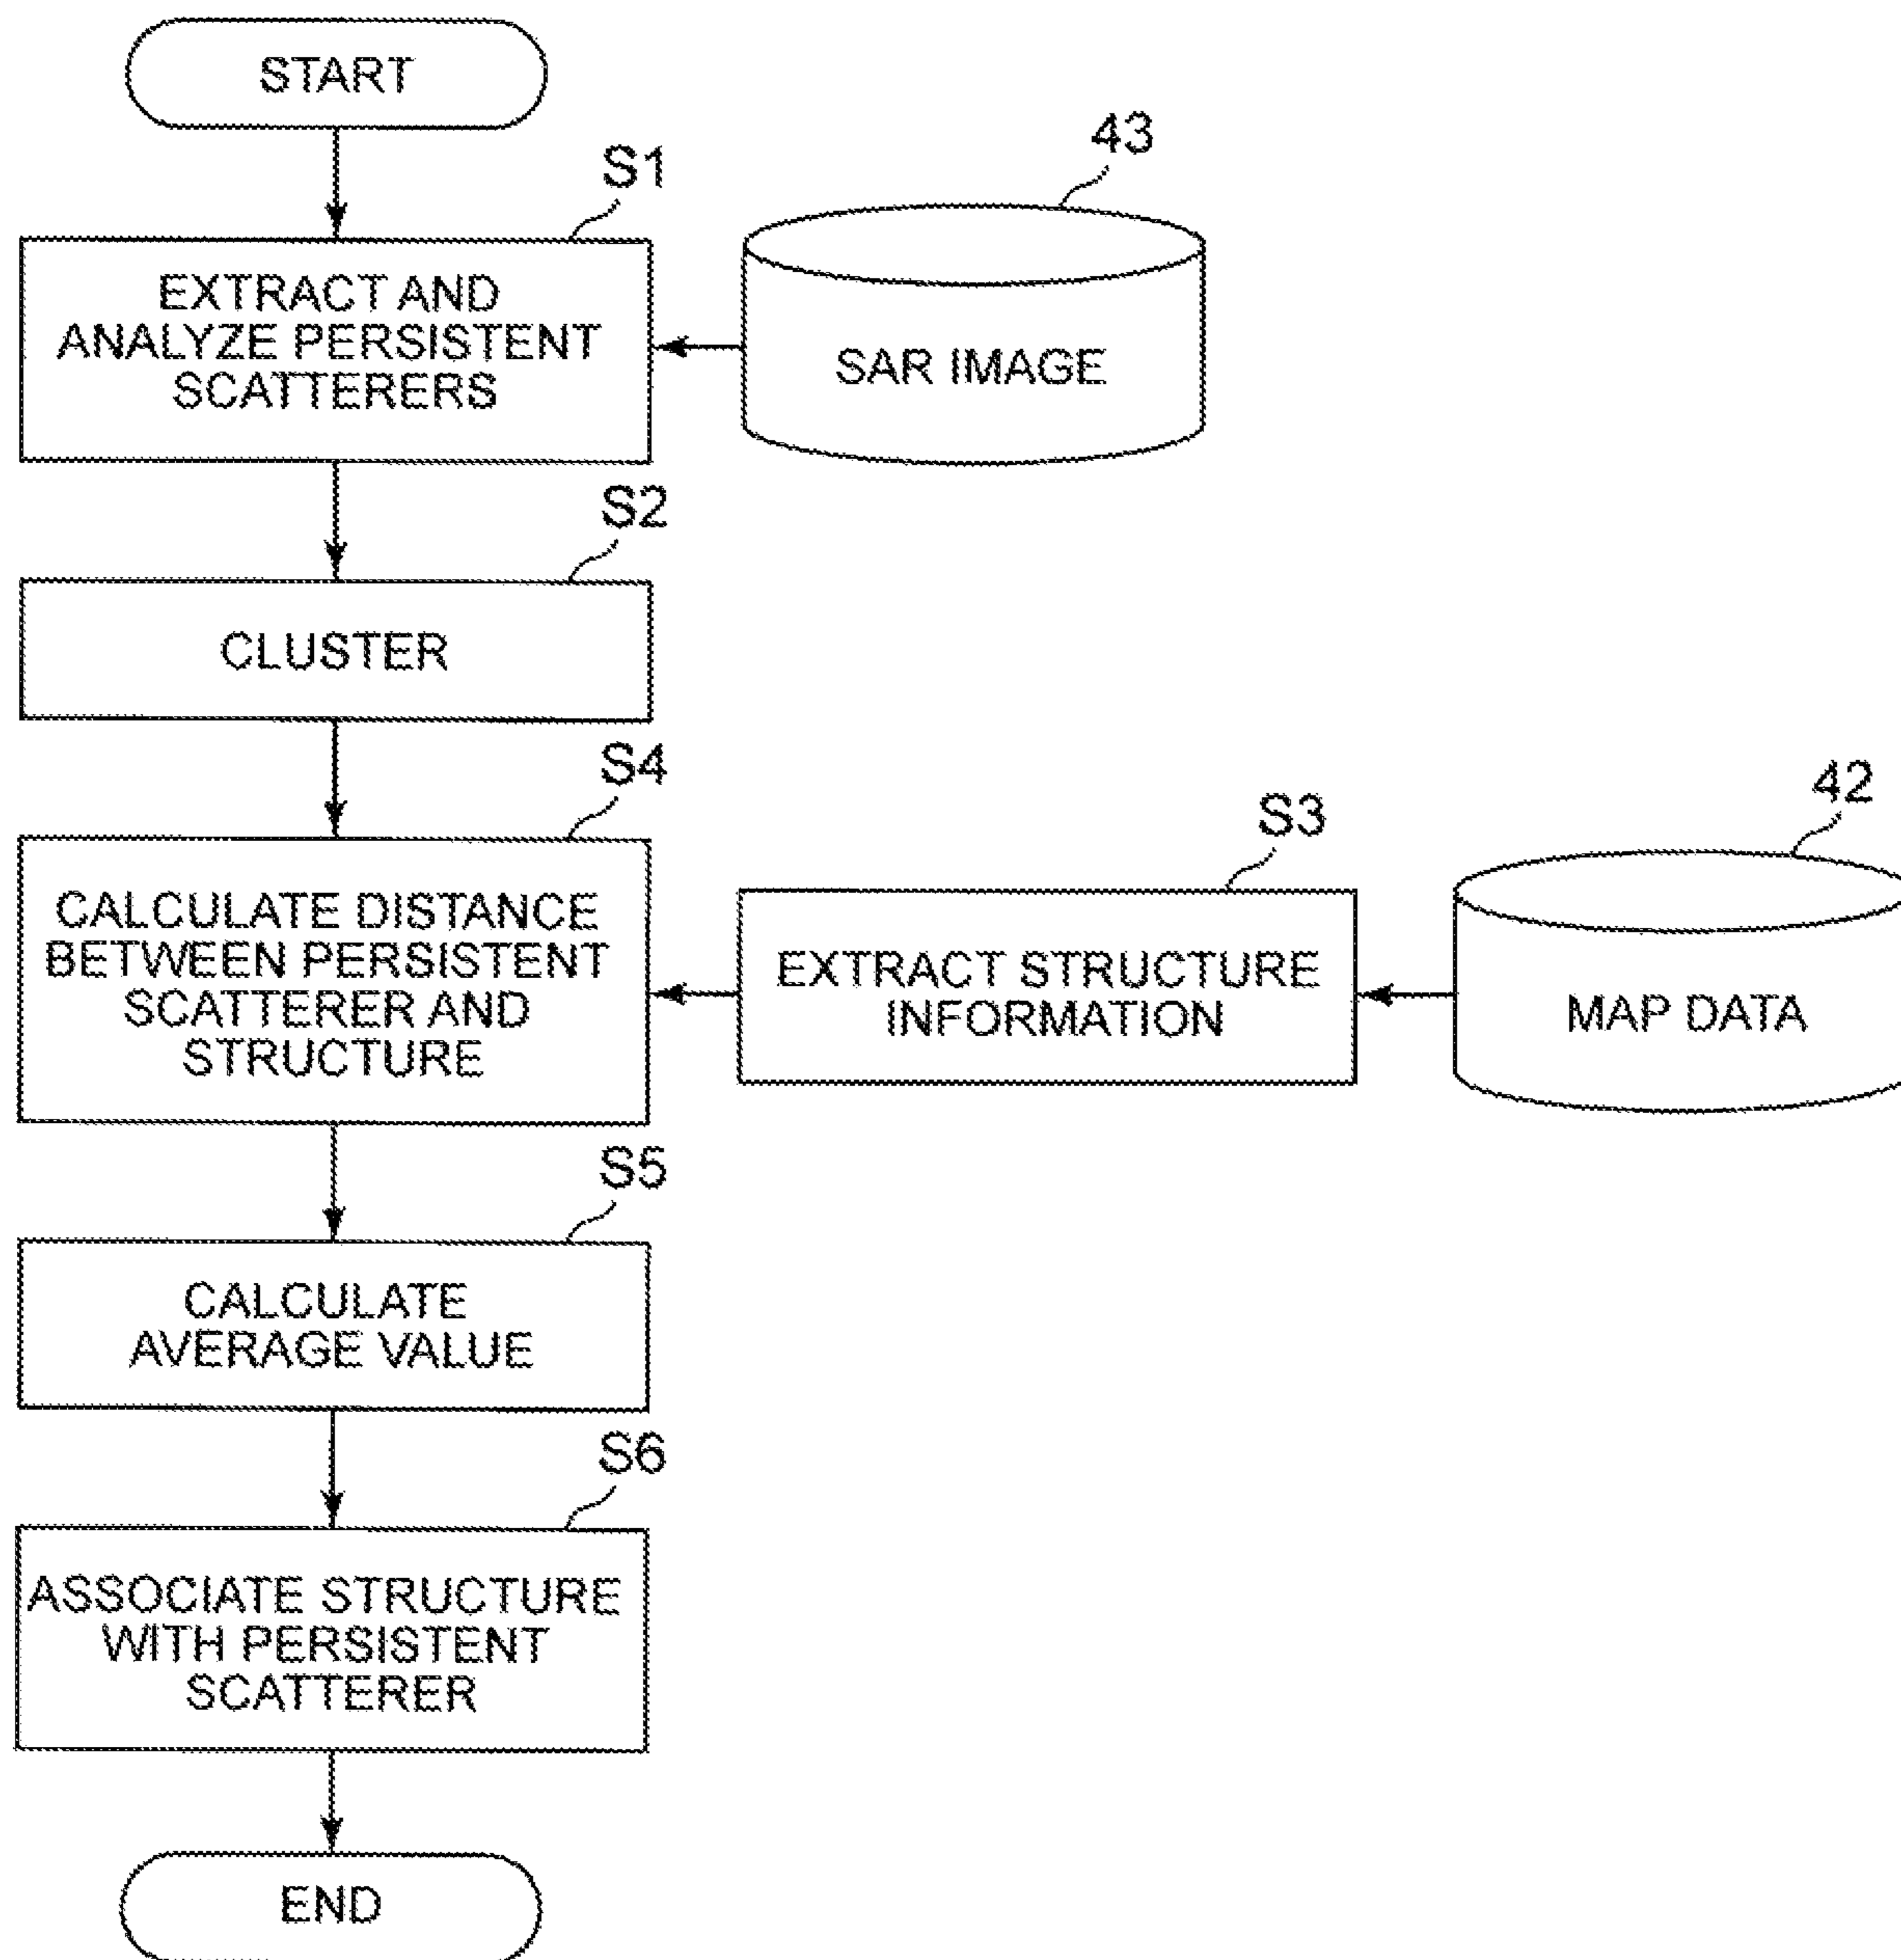 START
S1
43
EXTRACT AND
ANALYZE PERSISTENT
SCATTERERS
SAR IMAGE
S2
CLUSTER
S4
CALCULATE DISTANCE
BETWEEN PERSISTENT
SCATTERER AND
STRUCTURE
S3
EXTRACT STRUCTURE
INFORMATION
42
MAP DATA
S5
CALCULATE
AVERAGE VALUE
S6
ASSOCIATE STRUCTURE
WITH PERSISTENT
SCATTERER
END